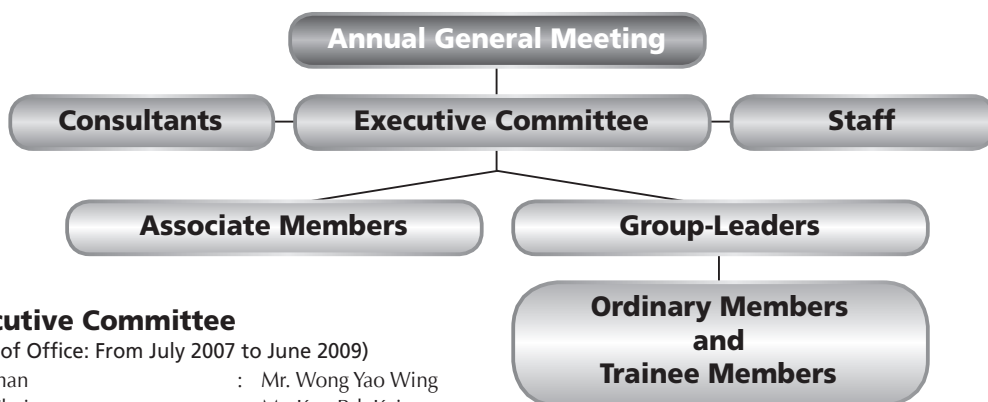 Annual General Meeting
Consultants
Executive Committee
Staff
Associate Members
Group-Leaders
Ordinary Members
and
Trainee Members
cutive Committee
of Office: From July 2007 to June 2009)
nan : Mr. Wong Yao Wing